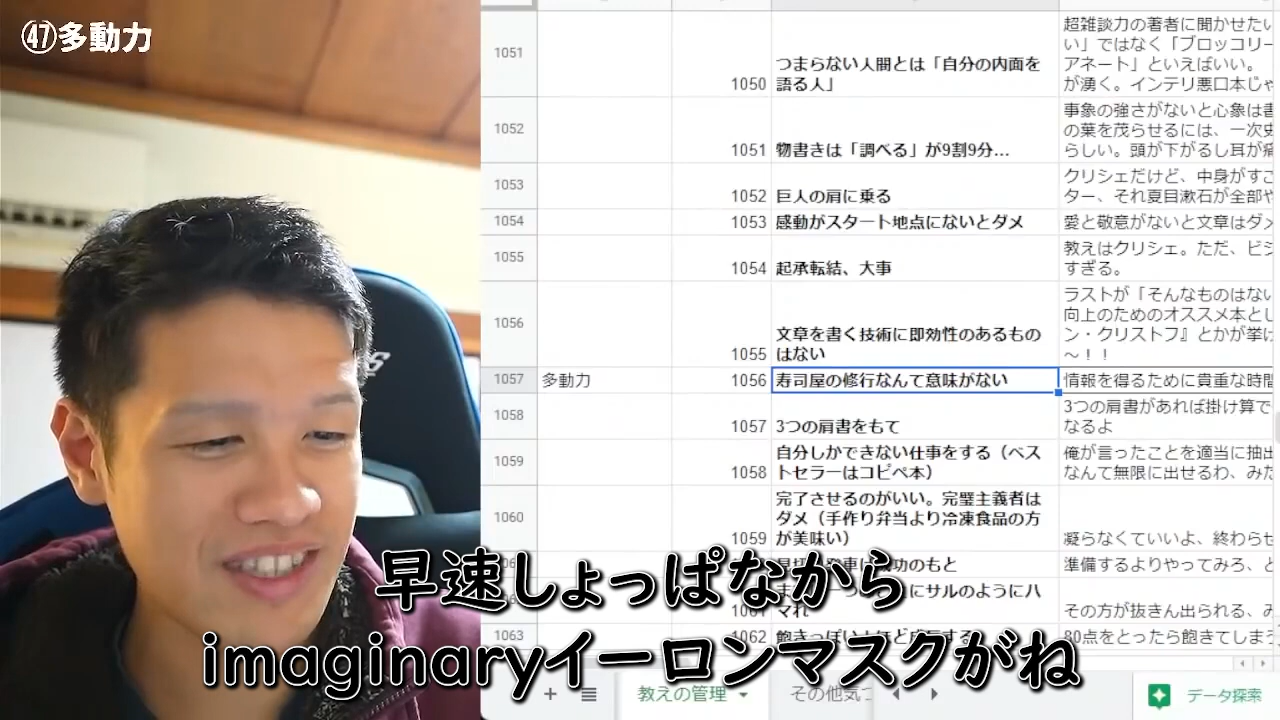 ㊼多動力
1051
1050
つまらない人間とは「自分の内面を
語る人」
超雑談力の著者に聞かせたい
い」ではなく「ブロッコリー
アネート」といえばいい。
が湧く。インテリ悪口本じゃ
1052
1051
物書きは「調べる」が9割9分...
事象の強さがないと心象は書
の葉を茂らせるには、一次史
らしい。頭が下がるし耳が痛
1053
1052
巨人の肩に乗る
クリシェだけど、中身がすご
ター、それ夏目漱石が全部や
1054
1053
感動がスタート地点にないとダメ
愛と敬意がないと文章はダメ
1055
1054
起承転結、大事
教えはクリシェ。ただ、ビジ
すぎる。
1056
1055
文章を書く技術に即効性のあるもの
はない
ラストが「そんなものはない
向上のためのオススメ本とし
ン・クリストフ』とかが挙げ
～！！
1057
多動力
1056
寿司屋の修行なんて意味がない
情報を得るために貴重な時間
1058
1057
3つの肩書をもて
3つの肩書があれば掛け算で
なるよ
1059
1058
自分しかできない仕事をする（ベス
トセラーはコピペ本）
俺が言ったことを適当に抽出
なんて無限に出せるわ、みた
1060
1059
完了させるのがいい。完璧主義者は
ダメ（手作り弁当より冷凍食品の方
が美味い）
凝らなくていいよ、終わらせ
功のもと
準備するよりやってみろ、と
1061
にサルのようにハ
マれ
その方が抜きん出られる、み
1063
1062
80点をとったら飽きてしまう
早速しょっぱなから
imaginaryイーロンマスクがね
教えの管理
その他気づ
データ探索